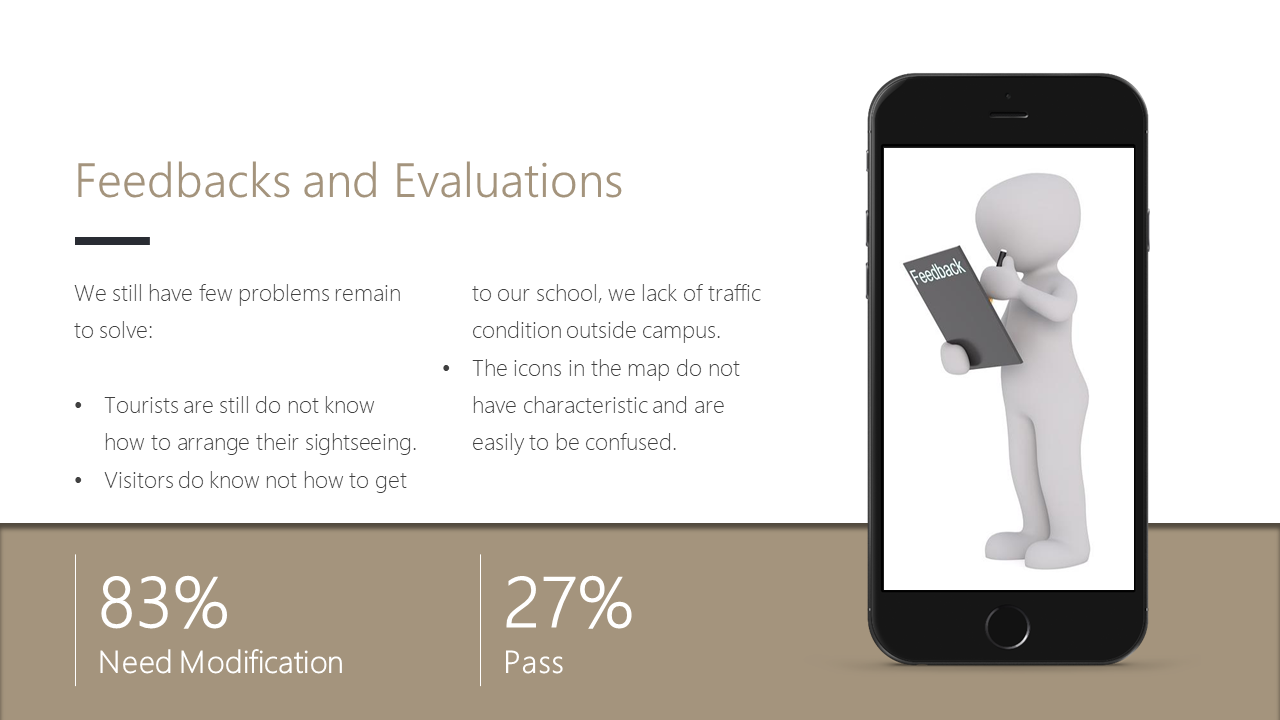 Feedbacks and Evaluations
We still have few problems remain
to solve:
• Tourists are still do not know
how to arrange their sightseeing.
• Visitors do know not how to get
to our school, we lack of traffic
condition outside campus.
• The icons in the map do not
have characteristic and are
easily to be confused.
Feedback
83%
Need Modification
27%
Pass